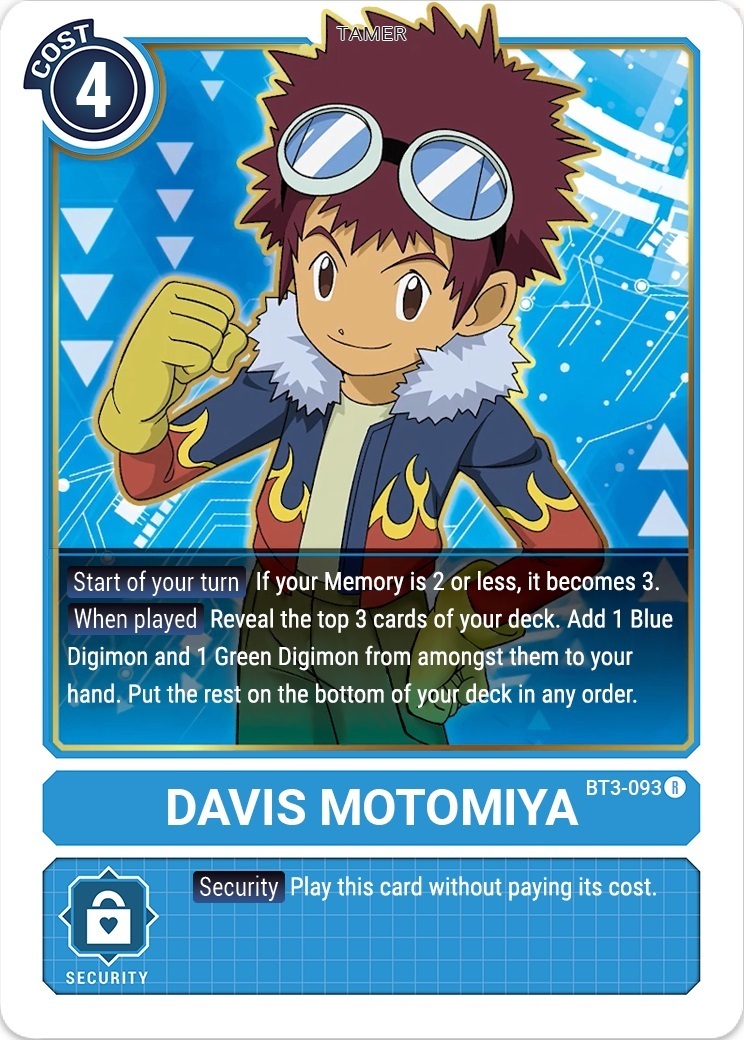 TAMER
COST
4
Start of your turn If your Memory is 2 or less, it becomes 3.
When played Reveal the top 3 cards of your deck. Add 1 Blue
Digimon and 1 Green Digimon from amongst them to your
hand. Put the rest on the bottom of your deck in any order.
DAVIS MOTOMIYA
BT3-093 R
Security Play this card without paying its cost.
SECURITY